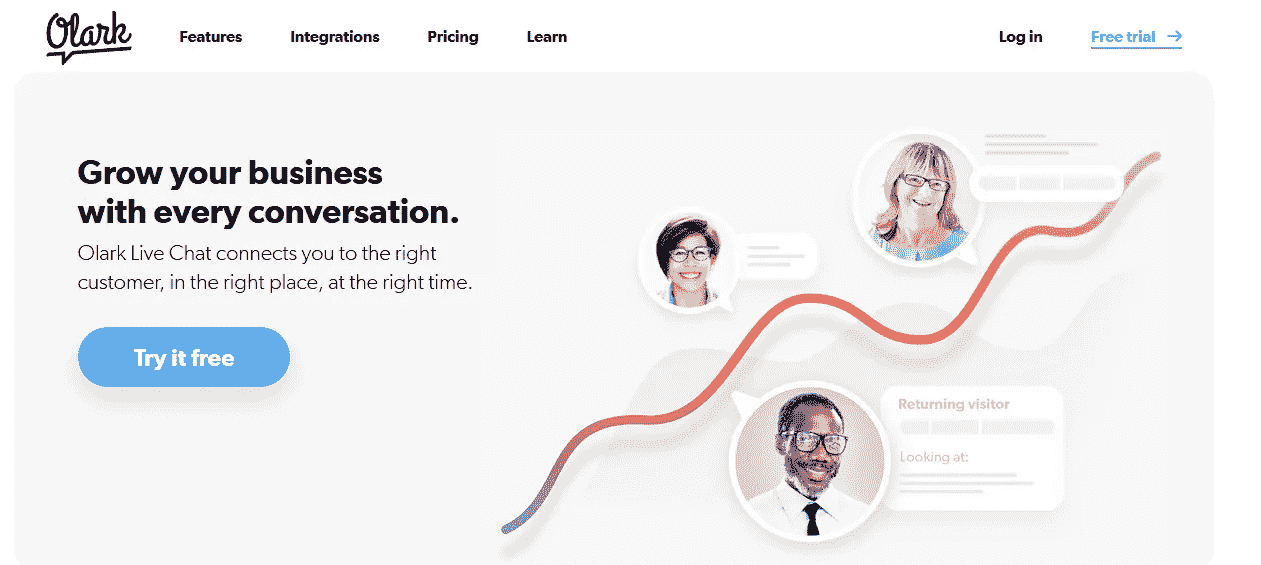 Olark
Features
Integrations
Pricing
Learn
Log in
Free trial →
Grow your business
with every conversation.
Olark Live Chat connects you to the right
customer, in the right place, at the right time.
Try it free
Returning visitor
Looking at: